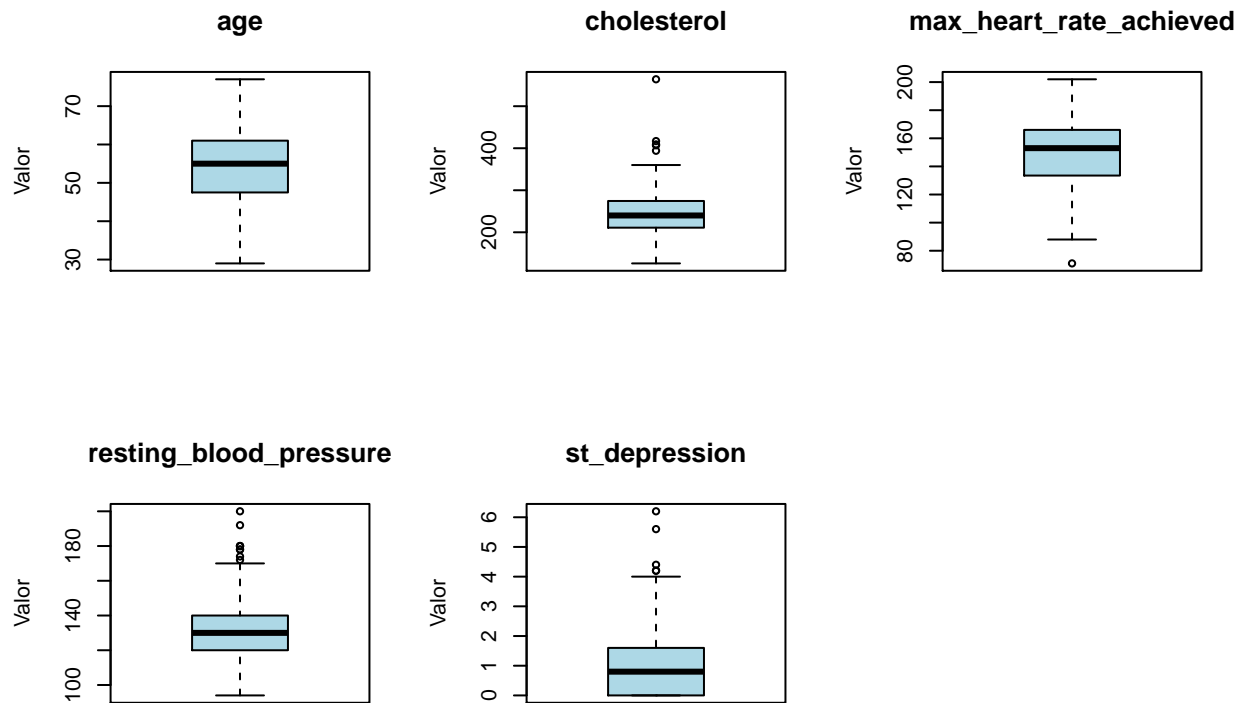 age
Valor
30
50
70
cholesterol
Valor
200
400
max_heart_rate_achieved
Valor
80
120
160
200
resting_blood_pressure
Valor
100
140
180
st_depression
Valor
0
1
2
3
4
5
6